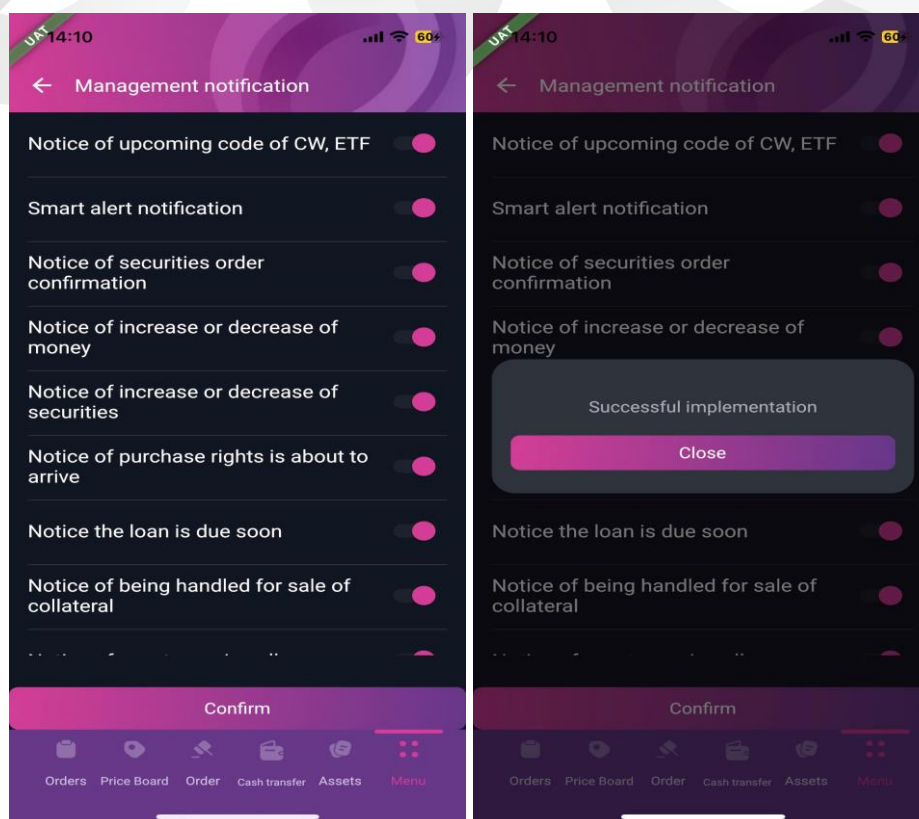 UAT
14:10
60
Management notification
Notice of upcoming code of CW, ETF
Smart alert notification
Notice of securities order
confirmation
Notice of increase or decrease of
money
Notice of increase or decrease of
securities
Notice of purchase rights is about to
arrive
Notice the loan is due soon
Notice of being handled for sale of
collateral
Confirm
Orders Price Board Order Cash transfer Assets Menu
UAT
14:10
60
Management notification
Notice of upcoming code of CW, ETF
Smart alert notification
Notice of securities order
confirmation
Notice of increase or decrease of
money
Successful implementation
Close
Notice the loan is due soon
Notice of being handled for sale of
collateral
Confirm
Orders Price Board Order Cash transfer Assets Menu